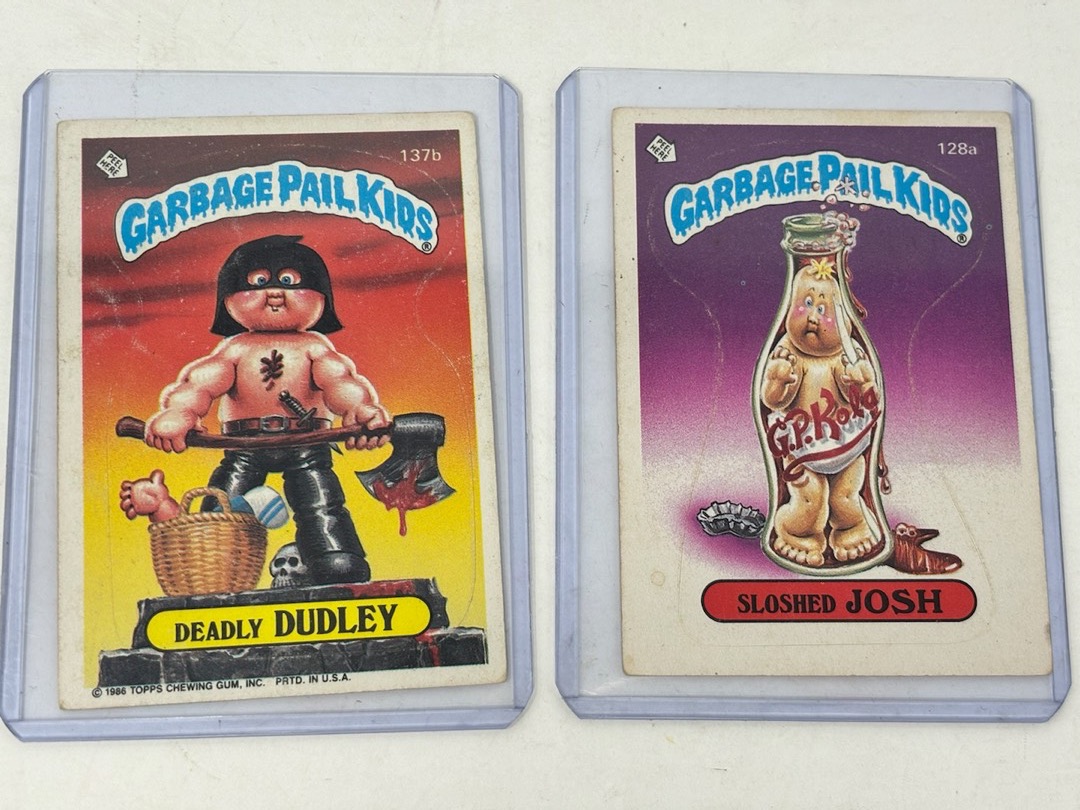 PEEL HERE
137b
GARBAGE PAIL KIDS®
DEADLY DUDLEY
© 1986 TOPPS CHEWING GUM, INC. PRTD. IN U.S.A.
PEEL HERE
128a
GARBAGE PAIL KIDS®
G.P. Kola
SLOSHED JOSH